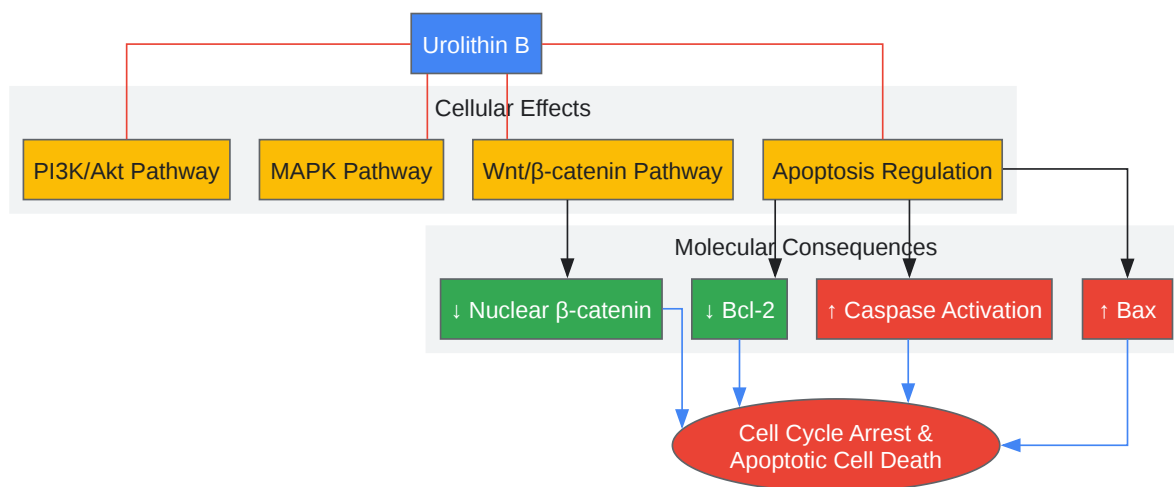 Urolithin B
Cellular Effects
PI3K/Akt Pathway
MAPK Pathway
Wnt/β-catenin Pathway
Apoptosis Regulation
Molecular Consequences
↓ Nuclear β-catenin
↓ Bcl-2
↑ Caspase Activation
↑ Bax
Cell Cycle Arrest &
Apoptotic Cell Death